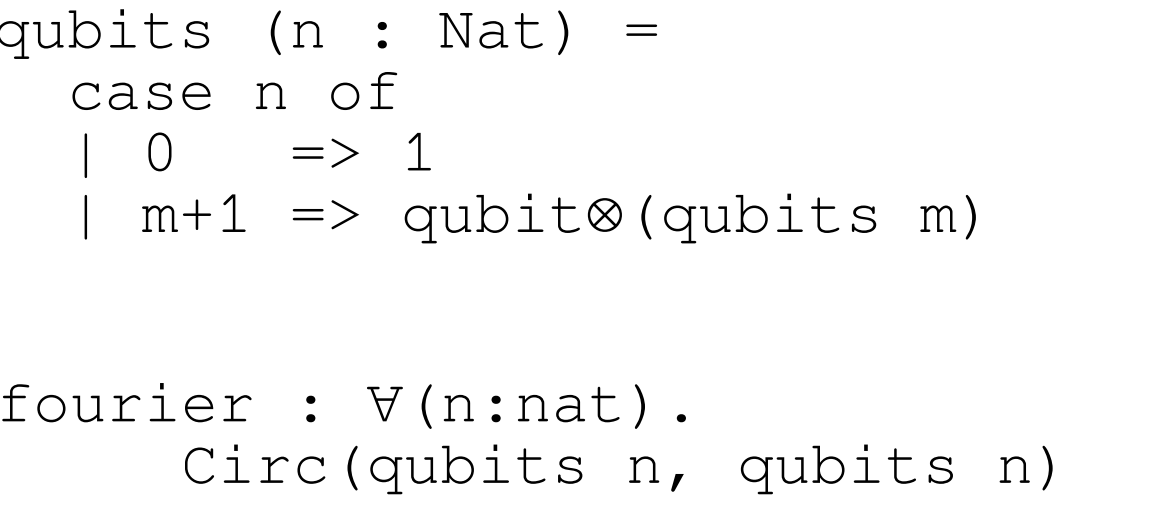 qubits (n : Nat) =
case n of
| 0 => 1
| m+1 => qubit⊗(qubits m)
fourier : ∀(n:nat).
Circ(qubits n, qubits n)